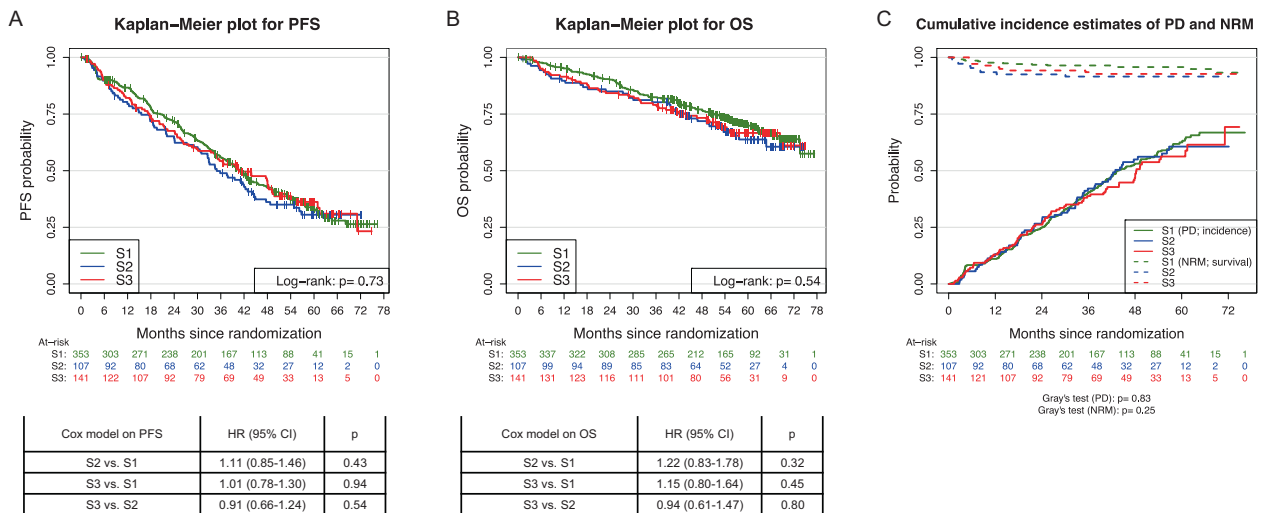 A
Kaplan−Meier plot for PFS
PFS probability
1.00
0.75
0.50
0.25
0.00
S1
S2
S3
Log-rank: p= 0.73
0 6 12 18 24 30 36 42 48 54 60 66 72 78
Months since randomization
At−risk
S1: 353 303 271 238 201 167 113 88 41 15 1
S2: 107 92 80 68 62 48 32 27 12 2 0
S3: 141 122 107 92 79 69 49 33 13 5 0
Cox model on PFS HR (95% CI) p
S2 vs. S1 1.11 (0.85-1.46) 0.43
S3 vs. S1 1.01 (0.78-1.30) 0.94
S3 vs. S2 0.91 (0.66-1.24) 0.54
B
Kaplan−Meier plot for OS
OS probability
1.00
0.75
0.50
0.25
0.00
S1
S2
S3
Log-rank: p= 0.54
0 6 12 18 24 30 36 42 48 54 60 66 72 78
Months since randomization
At−risk
S1: 353 337 322 308 285 265 212 165 92 31 1
S2: 107 99 94 89 85 83 64 52 27 4 0
S3: 141 131 123 116 111 101 80 56 31 9 0
Cox model on OS HR (95% CI) p
S2 vs. S1 1.22 (0.83-1.78) 0.32
S3 vs. S1 1.15 (0.80-1.64) 0.45
S3 vs. S2 0.94 (0.61-1.47) 0.80
C
Cumulative incidence estimates of PD and NRM
Probability
1.00
0.75
0.50
0.25
0.00
S1 (PD; incidence)
S2
S3
S1 (NRM; survival)
S2
S3
0 12 24 36 48 60 72
Months since randomization
At−risk
S1: 353 303 271 238 201 167 113 88 41 15 1
S2: 107 92 80 68 62 48 32 27 12 2 0
S3: 141 121 107 92 79 69 49 33 13 5 0
Gray's test (PD): p= 0.83
Gray's test (NRM): p= 0.25